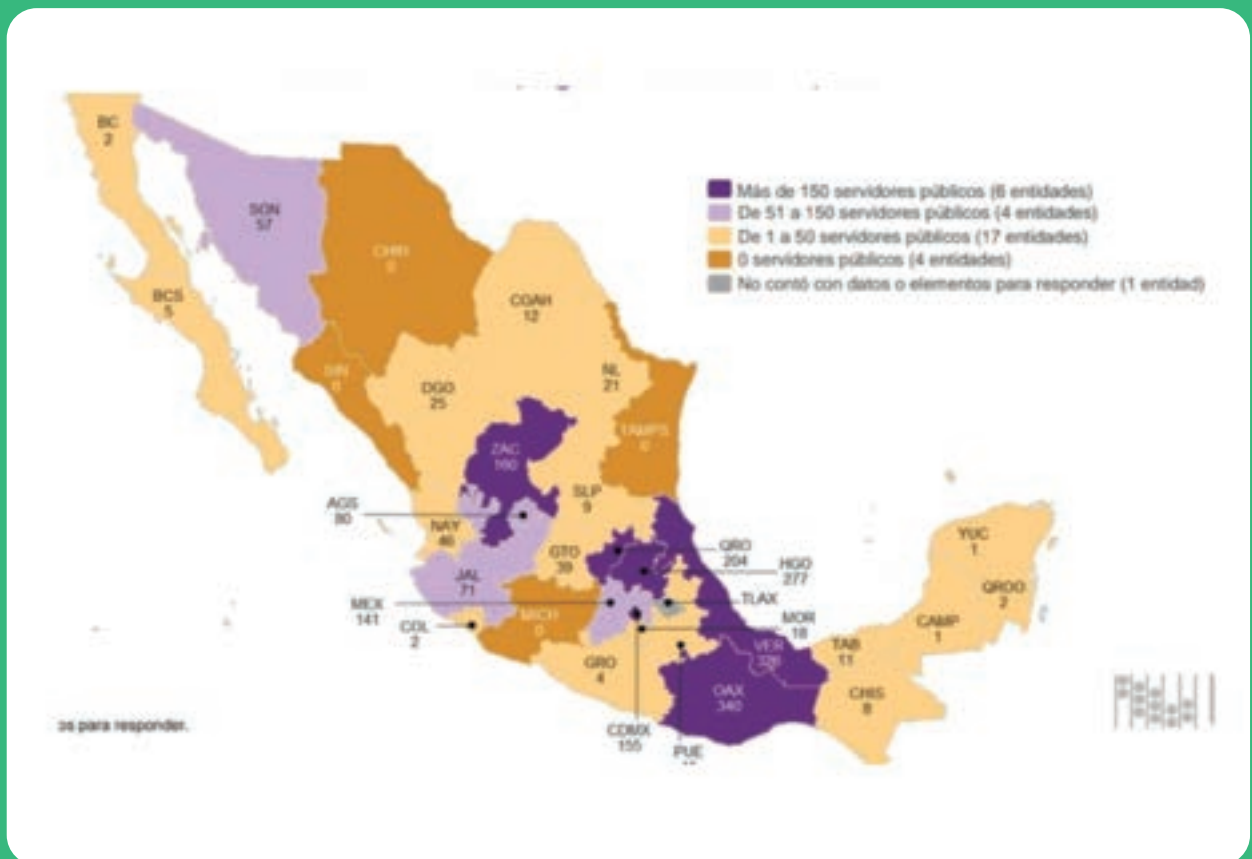 BC
2
SON
57
CHIH
0
BCS
5
Más de 150 servidores públicos (6 entidades)
De 51 a 150 servidores públicos (4 entidades)
De 1 a 50 servidores públicos (17 entidades)
0 servidores públicos (4 entidades)
No contó con datos o elementos para responder (1 entidad)
COAH
12
SIN
0
DGO
25
NL
21
TAMPS
0
ZAC
160
SLP
9
AGS
80
NAY
46
GTO
39
QRO
204
HGO
277
JAL
71
MEX
141
COL
2
MICH
0
TLAX
MOR
18
YUC
1
QROO
2
CAMP
1
TAB
11
VER
GRO
4
OAX
340
CHIS
8
CDMX
155
PUE
os para responder.